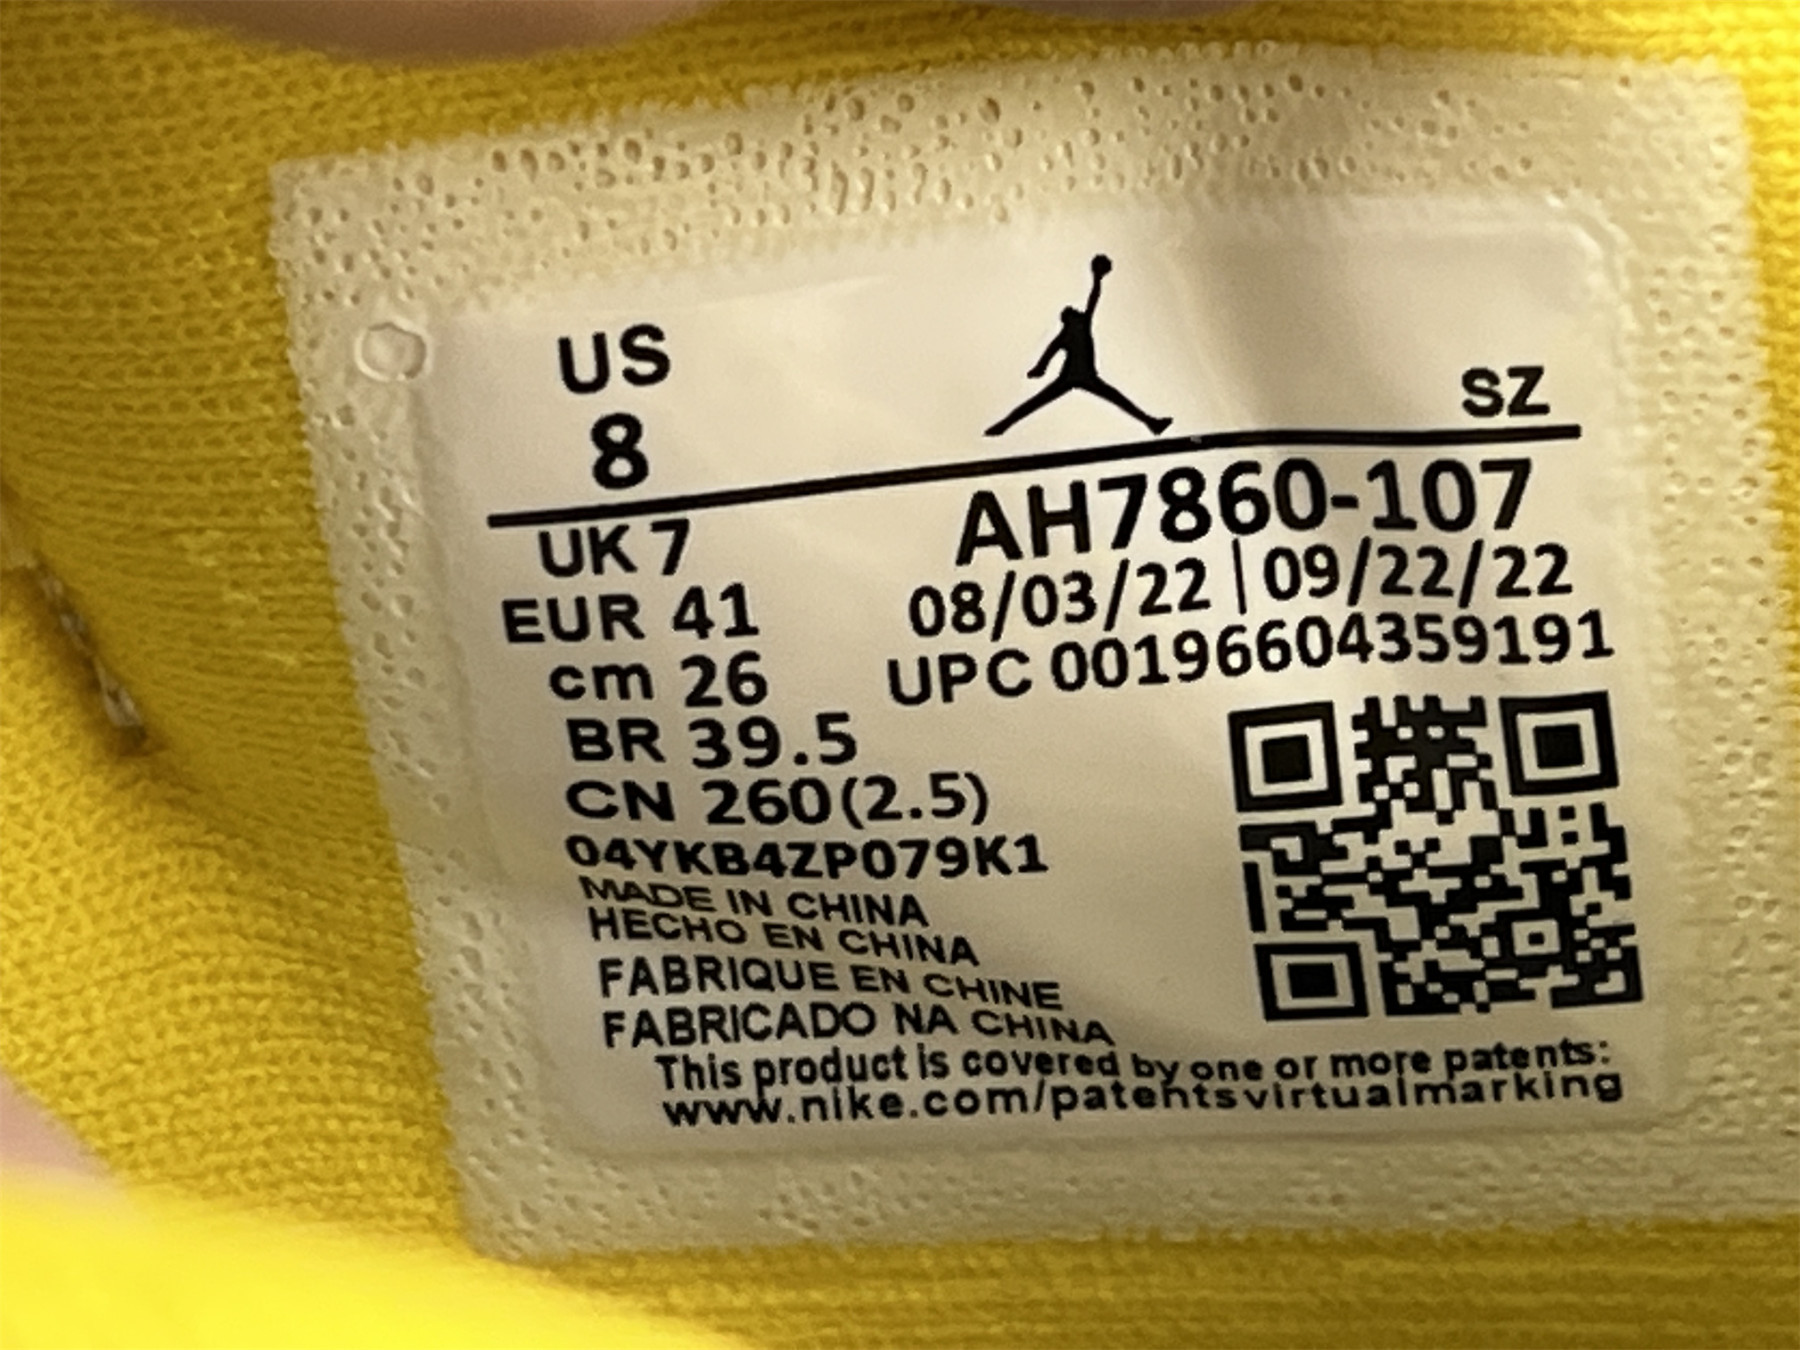 US
8
SZ
UK 7
AH7860-107
EUR 41
08/03/22 | 09/22/22
cm 26
UPC 00196604359191
BR 39.5
CN 260(2.5)
04YKB4ZP079K1
MADE IN CHINA
HECHO EN CHINA
FABRIQUE EN CHINE
FABRICADO NA CHINA
This product is covered by one or more patents:
www.nike.com/patentsvirtualmarking